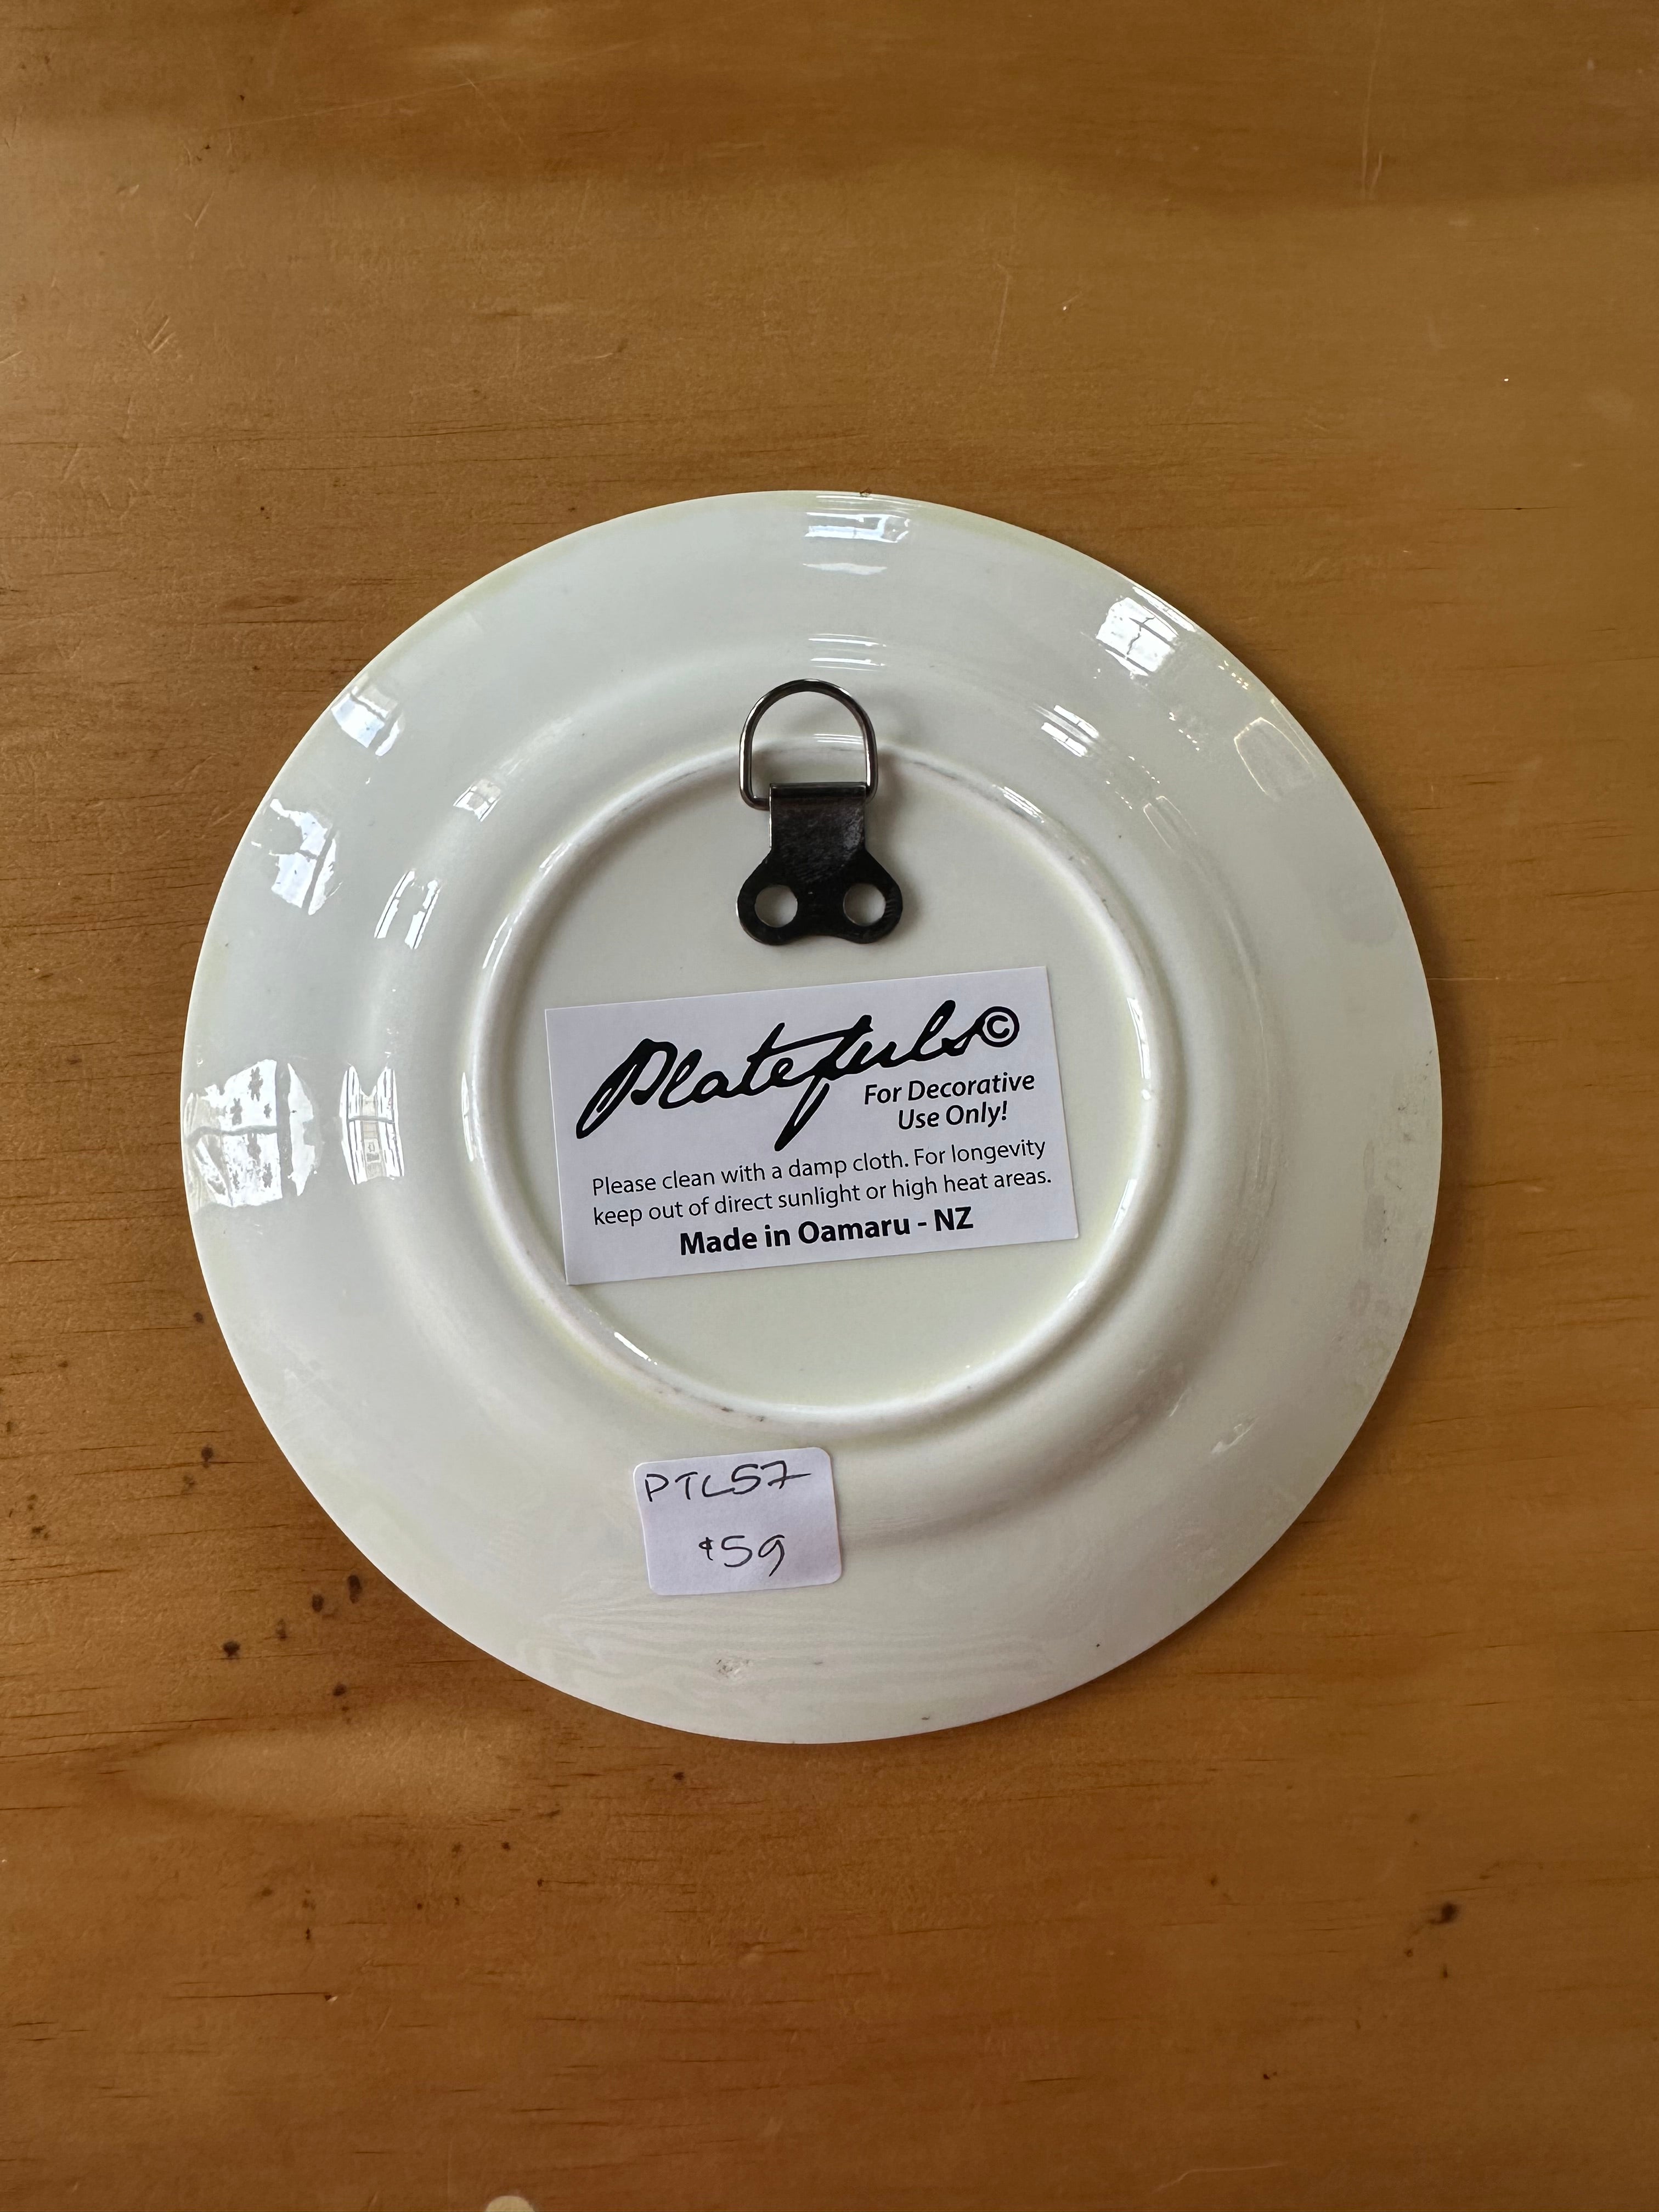 Platefuls©
For Decorative
Use Only!
Please clean with a damp cloth. For longevity
keep out of direct sunlight or high heat areas.
Made in Oamaru - NZ
PTL57
$59